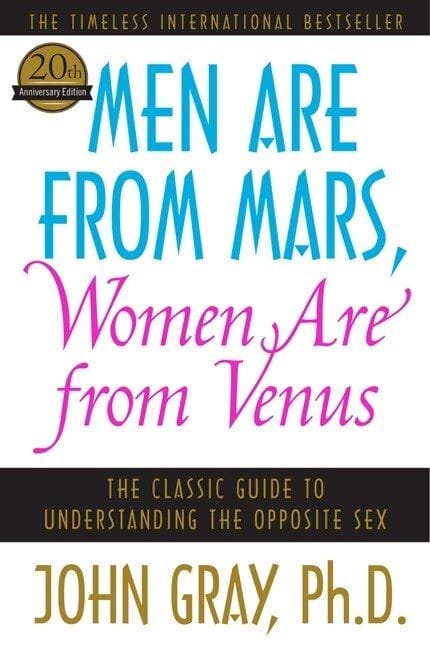 THE TIMELESS INTERNATIONAL BESTSELLER
20th
Anniversary Edition
MEN ARE
FROM MARS,
Women Are
from Venus
THE CLASSIC GUIDE TO
UNDERSTANDING THE OPPOSITE SEX
JOHN GRAY, Ph.D.